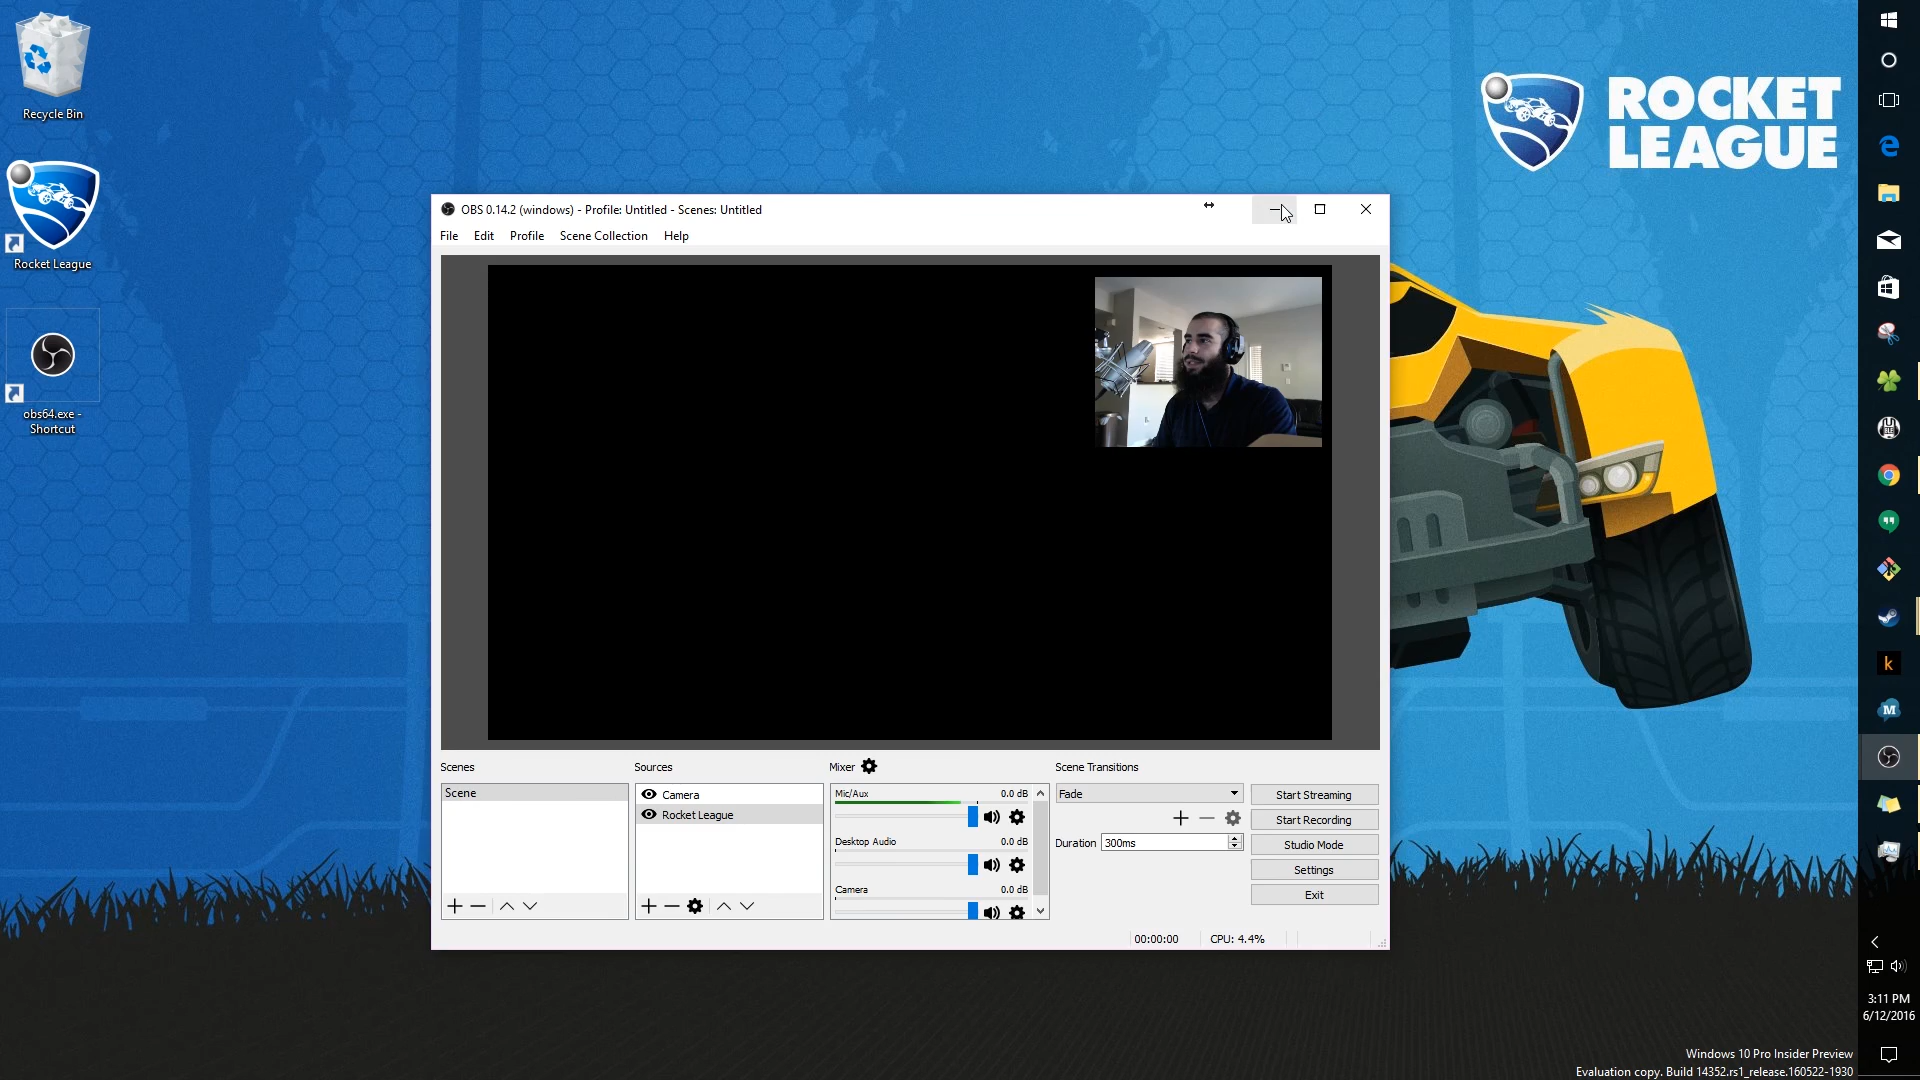 Recycle Bin
Rocket League
obs64.exe -
Shortcut
ROCKET
LEAGUE
OBS 0.14.2 (windows) - Profile: Untitled - Scenes: Untitled
File Edit Profile Scene Collection Help
Scenes
Scene
Sources
Camera
Rocket League
Mixer
Mic/Aux 0.0 dB
Desktop Audio 0.0 dB
Camera 0.0 dB
Scene Transitions
Fade
Duration 300ms
Start Streaming
Start Recording
Studio Mode
Settings
Exit
00:00:00 CPU: 4.4%
k
M
3:11 PM
6/12/2016
Windows 10 Pro Insider Preview
Evaluation copy. Build 14352.rs1_release.160522-1930